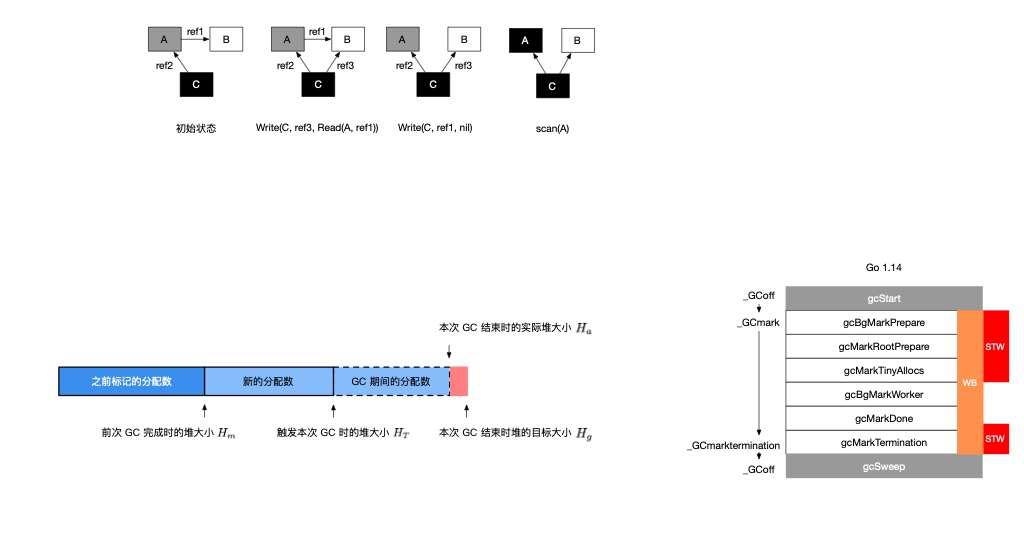 A
ref1
B
ref2
C
初始状态
A
ref1
B
ref2
ref3
C
Write(C, ref3, Read(A, ref1))
A
B
ref2
ref3
C
Write(C, ref1, nil)
A
B
C
scan(A)
本次 GC 结束时的实际堆大小 Ha
之前标记的分配数
新的分配数
GC 期间的分配数
前次 GC 完成时的堆大小 Hm
触发本次 GC 时的堆大小 HT
本次 GC 结束时堆的目标大小 Hg
Go 1.14
_GCoff
_GCmark
_GCmarktermination
_GCoff
gcStart
gcBgMarkPrepare
gcMarkRootPrepare
gcMarkTinyAllocs
gcBgMarkWorker
gcMarkDone
gcMarkTermination
gcSweep
WB
STW
STW